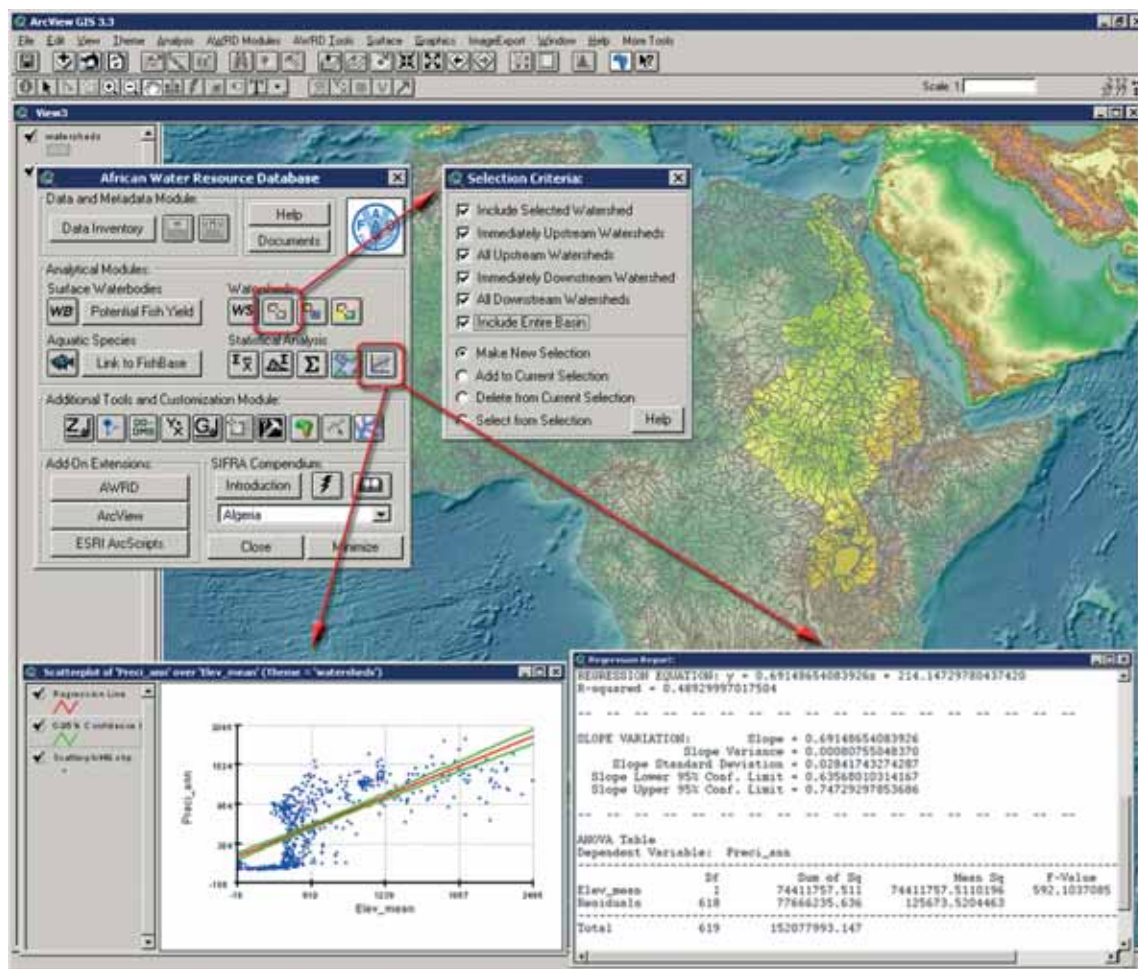 ArcView GIS 3.3
File Edit View Theme Analysis AWRD Modules AWRD Tools Surface Graphics ImageExport Window Help More Tools
Scale 1:
View3
watersheds
African Water Resource Database
Data and Metadata Module:
Data Inventory
Help
Documents
Analytical Modules:
Surface Waterbodies
WB
Potential Fish Yield
Watersheds
WS
Aquatic Species
Link to FishBase
Statistical Analysis
Additional Tools and Customization Module:
Add-On Extensions:
AWRD
ArcView
ESRI ArcScripts
SIFRA Compendium:
Introduction
Algeria
Close
Minimize
Selection Criteria:
Include Selected Watershed
Immediately Upstream Watersheds
All Upstream Watersheds
Immediately Downstream Watershed
All Downstream Watersheds
Include Entire Basin
Make New Selection
Add to Current Selection
Delete from Current Selection
Select from Selection
Help
Scatterplot of 'Preci_ann' over 'Elev_mean' (Theme = 'watersheds')
Regression Line
Preci_ann
Elev_mean
Regression Report:
REGRESSION EQUATION: y = 0.69148654083926x + 214.14729780437420
R-squared = 0.48929997017504
SLOPE VARIATION: Slope = 0.69148654083926
Slope Variance = 0.00080755048370
Slope Standard Deviation = 0.02841743274287
Slope Lower 95% Conf. Limit = 0.63568010314167
Slope Upper 95% Conf. Limit = 0.74729297853686
ANOVA Table
Dependent Variable: Preci_ann
Df Sum of Sq Mean Sq F-Value
Elev_mean 1 74411757.511 74411757.5110196 592.1037085
Residuals 618 77666235.636 125673.5204463
Total 619 152077993.147